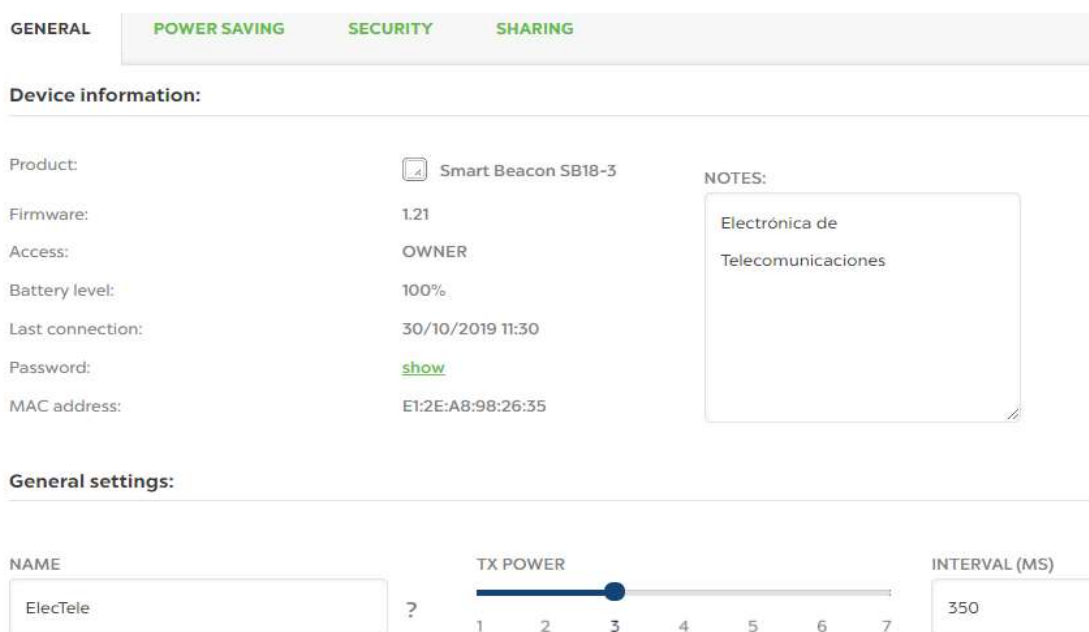 GENERAL POWER SAVING SECURITY SHARING
Device information:
Product: Smart Beacon SB18-3
Firmware: 1.21
Access: OWNER
Battery level: 100%
Last connection: 30/10/2019 11:30
Password: show
MAC address: E1:2E:A8:98:26:35
NOTES:
Electrónica de
Telecomunicaciones
General settings:
NAME TX POWER INTERVAL (MS)
ElecTele ? 350
1 2 3 4 5 6 7